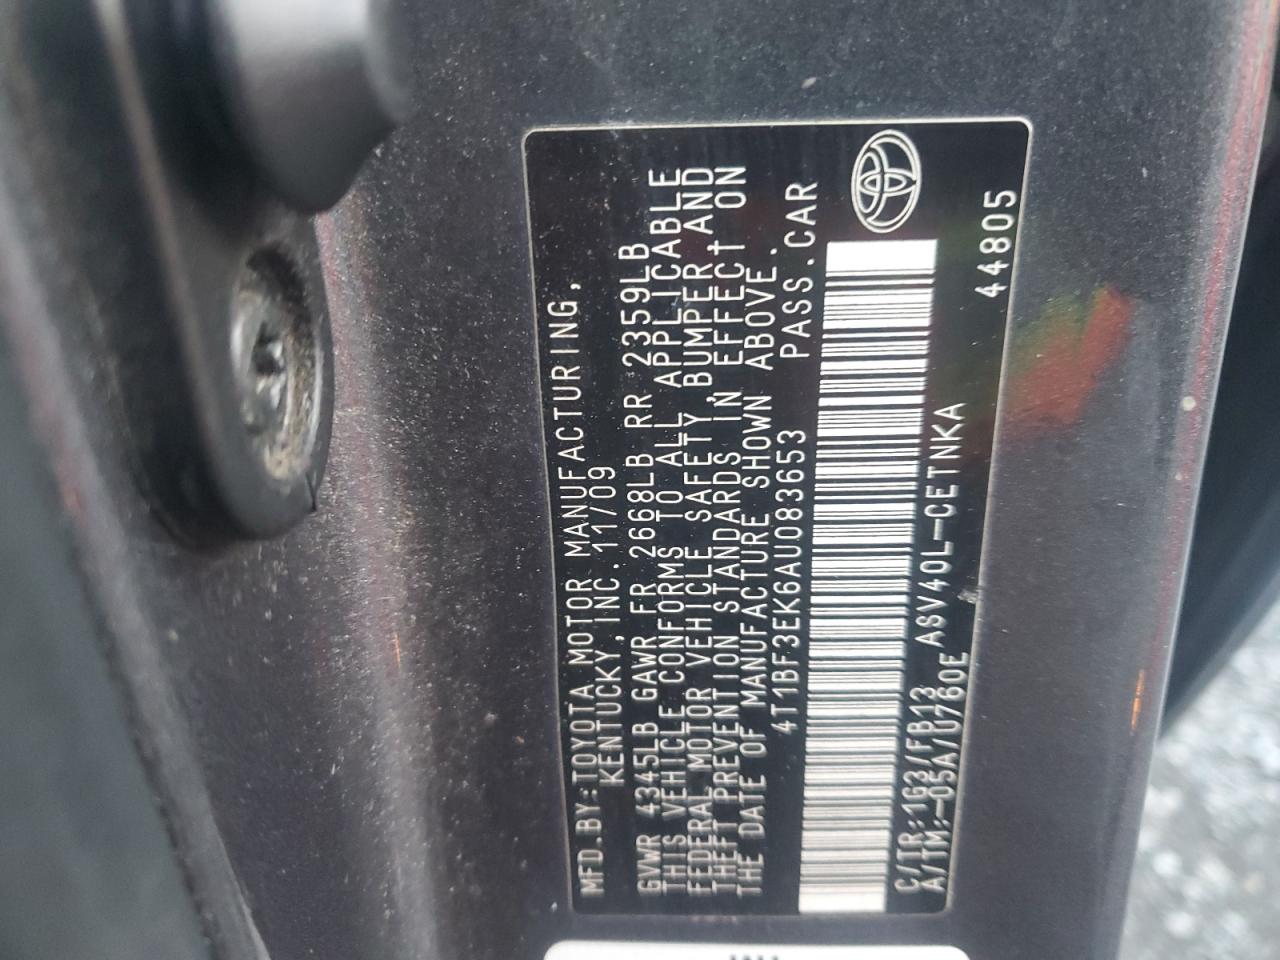 MFD.BY:TOYOTA MOTOR MANUFACTURING,
KENTUCKY,INC.11/09
GVWR 4345LB GAWR FR 2668LB RR 2359LB
THIS VEHICLE CONFORMS TO ALL APPLICABLE
FEDERAL MOTOR VEHICLE SAFETY,BUMPER,AND
THEFT PREVENTION STANDARDS IN EFFECT ON
THE DATE OF MANUFACTURE SHOWN ABOVE.
4T1BF3EK6AU083653 PASS.CAR
C/TR:1G3/FB13 ASV40L-CETNKA
A/TM:-05A/U760E 44805